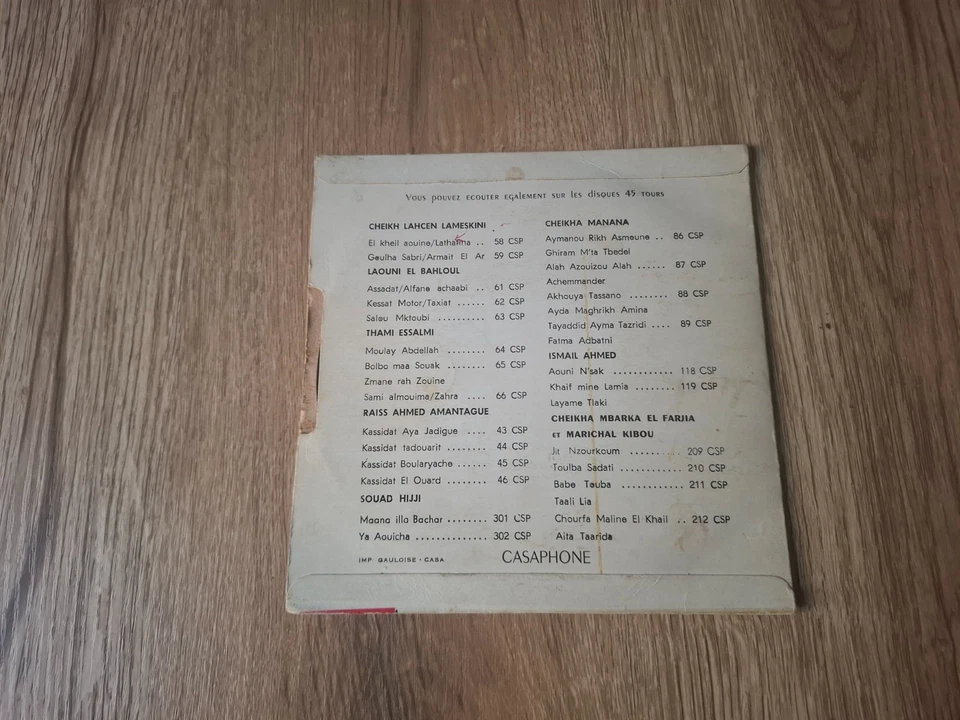 Vous pouvez ecouter egalement sur les disques 45 tours
CHEIKH LAHCEN LAMESKINI
El kheil aouine/Lathanna .. 58 CSP
Goulha Sabri/Armait El Ar 59 CSP
LAOUNI EL BAHLOUL
Assadat/Alfane achaabi .. 61 CSP
Kessat Motor/Taxiat ...... 62 CSP
Salou Mktoubi .......... 63 CSP
THAMI ESSALMI
Moulay Abdellah ........ 64 CSP
Bolbo maa Souak ........ 65 CSP
Zmane rah Zouine
Sami almouima/Zahra .... 66 CSP
RAISS AHMED AMANTAGUE
Kassidat Aya Jadigue .... 43 CSP
Kassidat tadouarit ........ 44 CSP
Kassidat Boularyache ...... 45 CSP
Kassidat El Ouard ........ 46 CSP
SOUAD HIJJI
Maana illa Bachar ........ 301 CSP
Ya Aouicha .............. 302 CSP
CHEIKHA MANANA
Aymanou Rikh Asmoune .. 86 CSP
Ghiram M'ta Tbedel
Alah Azouizou Alah ...... 87 CSP
Achemmander
Akhouya Tassano ........ 88 CSP
Ayda Maghrikh Amina
Tayaddid Ayma Tazridi .... 89 CSP
Fatma Adbatni
ISMAIL AHMED
Aouni N'sak ............ 118 CSP
Khaif mine Lamia ........ 119 CSP
Layame Tlaki
CHEIKHA MBARKA EL FARJIA
ET MARICHAL KIBOU
Jit Nzourkoum ........ 209 CSP
Toulba Sadati ............ 210 CSP
Babe Touba ............ 211 CSP
Taali Lia
Chourfa Maline El Khail .. 212 CSP
Aita Taarida
IMP GAULOISE - CASA
CASAPHONE